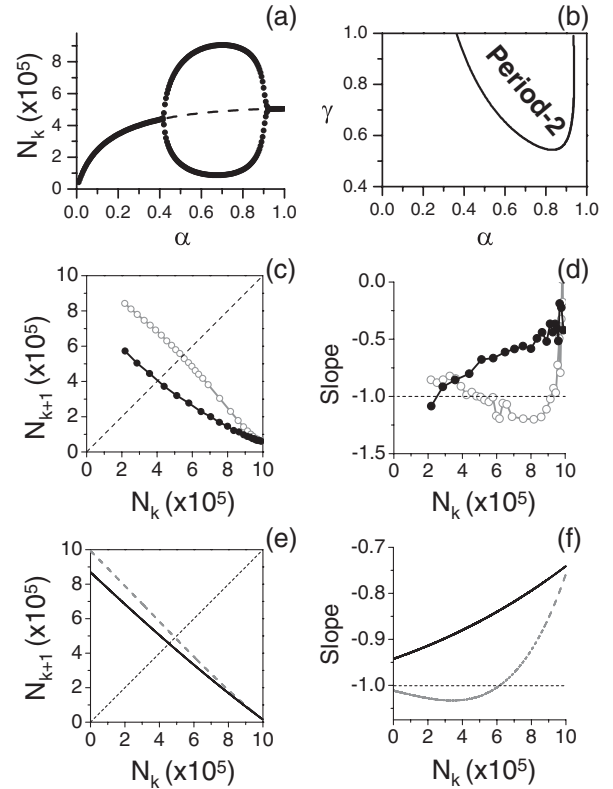 (a)
N_k (x10^5)
10
8
6
4
2
0
0.0 0.2 0.4 0.6 0.8 1.0
α
(b)
γ
1.0
0.8
0.6
0.4
Period-2
0.0 0.2 0.4 0.6 0.8 1.0
α
(c)
N_{k+1} (x10^5)
10
8
6
4
2
0
0 2 4 6 8 10
N_k (x10^5)
(d)
Slope
0.0
-0.5
-1.0
-1.5
0 2 4 6 8 10
N_k (x10^5)
(e)
N_{k+1} (x10^5)
10
8
6
4
2
0
0 2 4 6 8 10
N_k (x10^5)
(f)
Slope
-0.7
-0.8
-0.9
-1.0
0 2 4 6 8 10
N_k (x10^5)